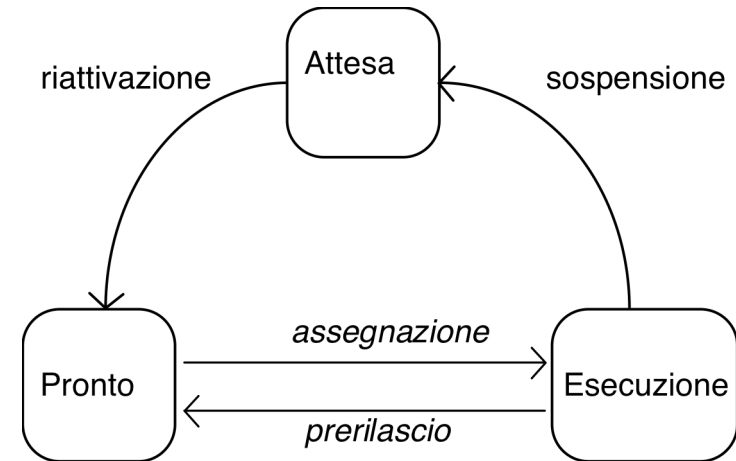 Attesa
riattivazione
sospensione
assegnazione
Pronto
Esecuzione
prerilascio